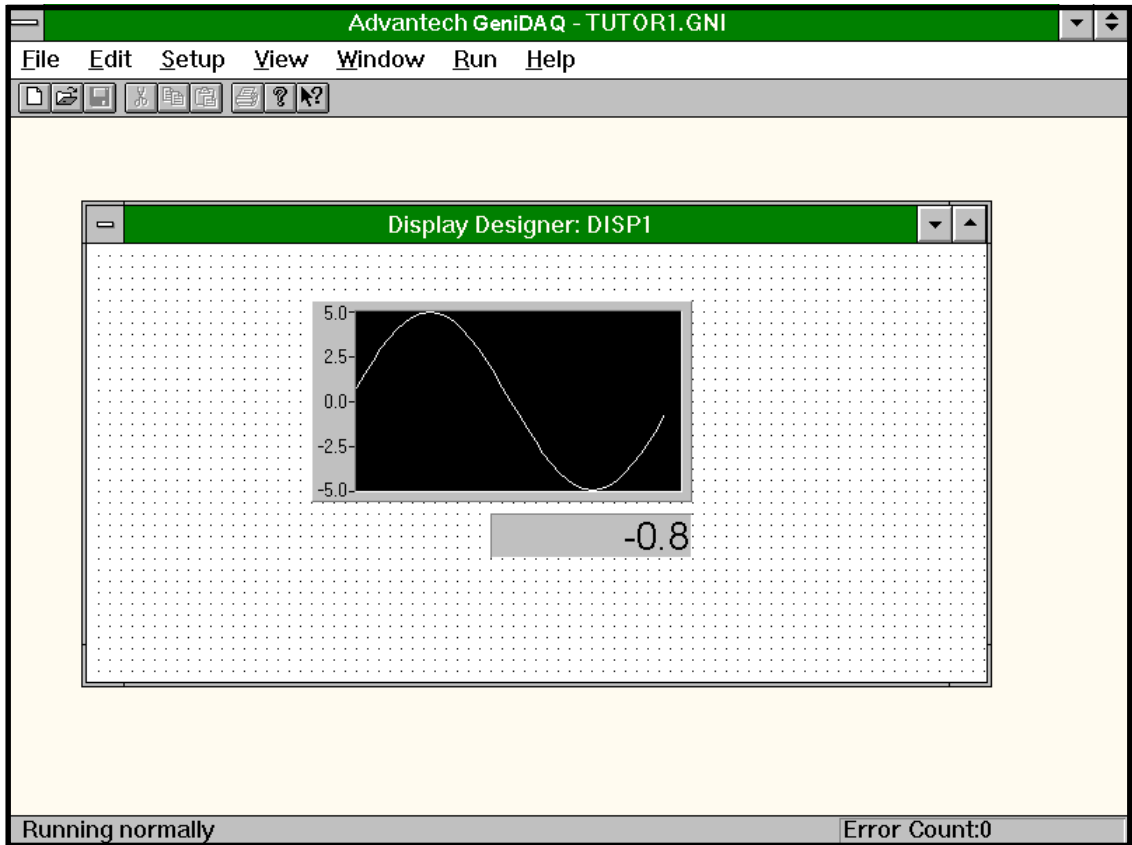 Advantech GeniDAQ - TUTOR1.GNI
File Edit Setup View Window Run Help
Display Designer: DISP1
5.0
2.5
0.0
-2.5
-5.0
-0.8
Running normally Error Count:0